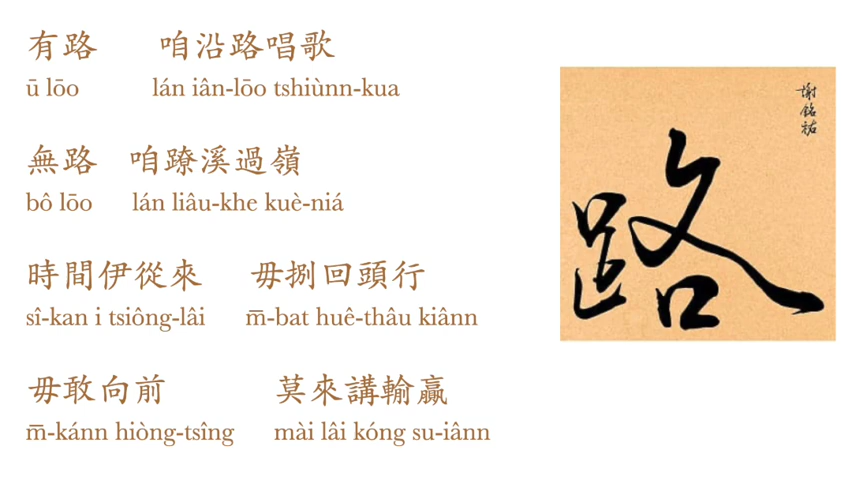 有路 咱沿路唱歌
ū lōo lán iân-lōo tshiùnn-kua
無路 咱蹽溪過嶺
bô lōo lán liâu-khe kuè-niá
時間伊從來 毋捌回頭行
sî-kan i tsiông-lâi m̄-bat huê-thâu kiânn
毋敢向前 莫來講輸贏
m̄-kánn hiòng-tsîng mài lâi kóng su-iânn
謝銘祐
路